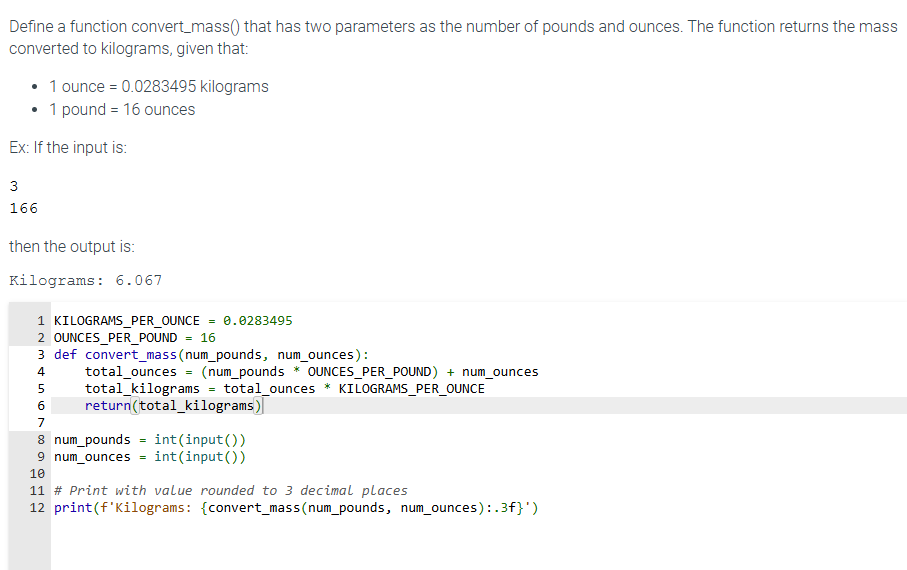 Define a function convert_mass() that has two parameters as the number of pounds and ounces. The function returns the mass
converted to kilograms, given that:
• 1 ounce = 0.0283495 kilograms
• 1 pound = 16 ounces
Ex: If the input is:
3
166
then the output is:
Kilograms: 6.067
1 KILOGRAMS_PER_OUNCE = 0.0283495
2 OUNCES_PER_POUND = 16
3 def convert_mass(num_pounds, num_ounces):
4     total_ounces = (num_pounds * OUNCES_PER_POUND) + num_ounces
5     total_kilograms = total_ounces * KILOGRAMS_PER_OUNCE
6     return(total_kilograms)
7
8 num_pounds = int(input())
9 num_ounces = int(input())
10
11 # Print with value rounded to 3 decimal places
12 print(f'Kilograms: {convert_mass(num_pounds, num_ounces):.3f}')